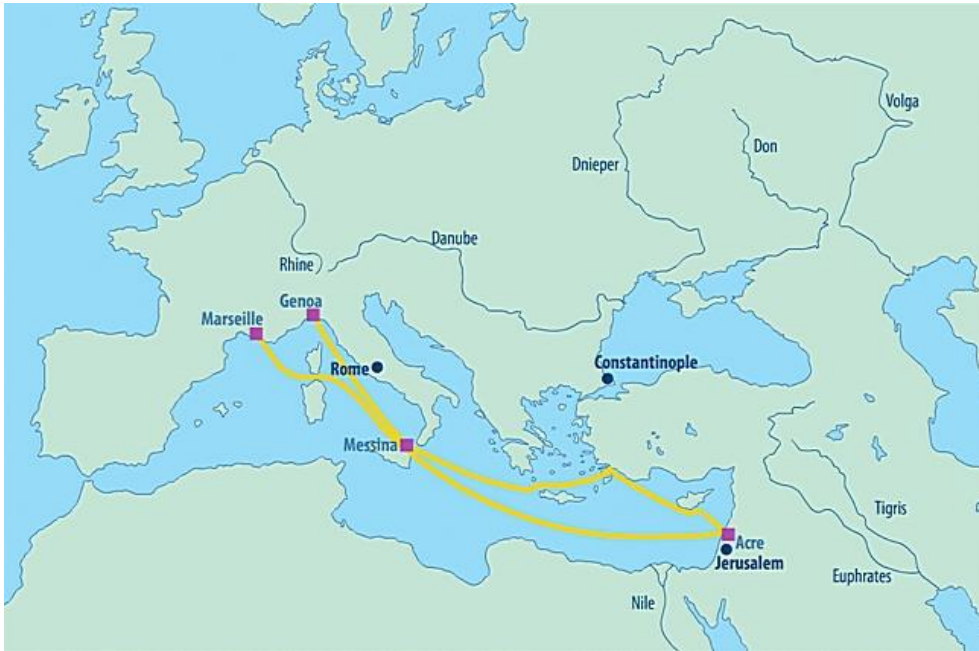 Volga
Don
Dnieper
Danube
Rhine
Genoa
Marseille
Constantinople
Rome
Messina
Tigris
Acre
Jerusalem
Euphrates
Nile